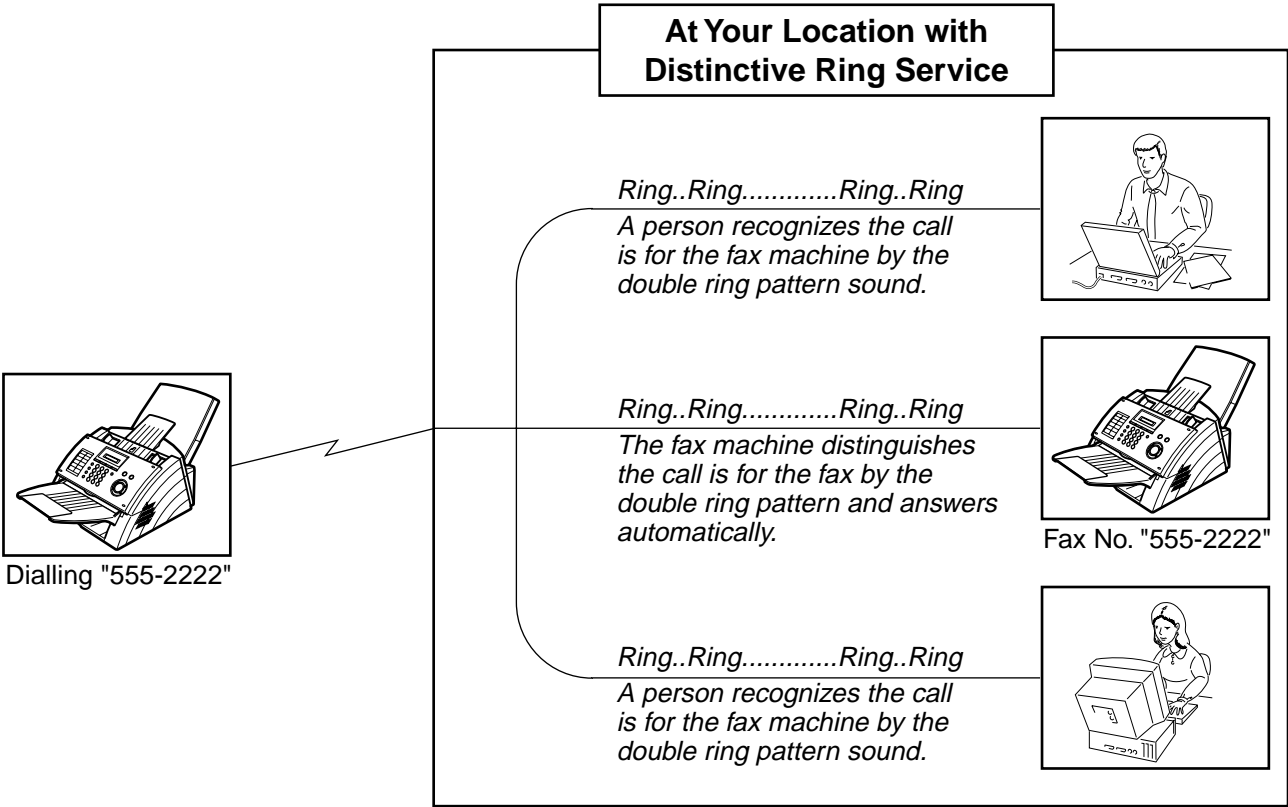 At Your Location with
Distinctive Ring Service
Ring..Ring.............Ring..Ring
A person recognizes the call
is for the fax machine by the
double ring pattern sound.
Ring..Ring.............Ring..Ring
The fax machine distinguishes
the call is for the fax by the
double ring pattern and answers
automatically.
Fax No. "555-2222"
Dialling "555-2222"
Ring..Ring.............Ring..Ring
A person recognizes the call
is for the fax machine by the
double ring pattern sound.